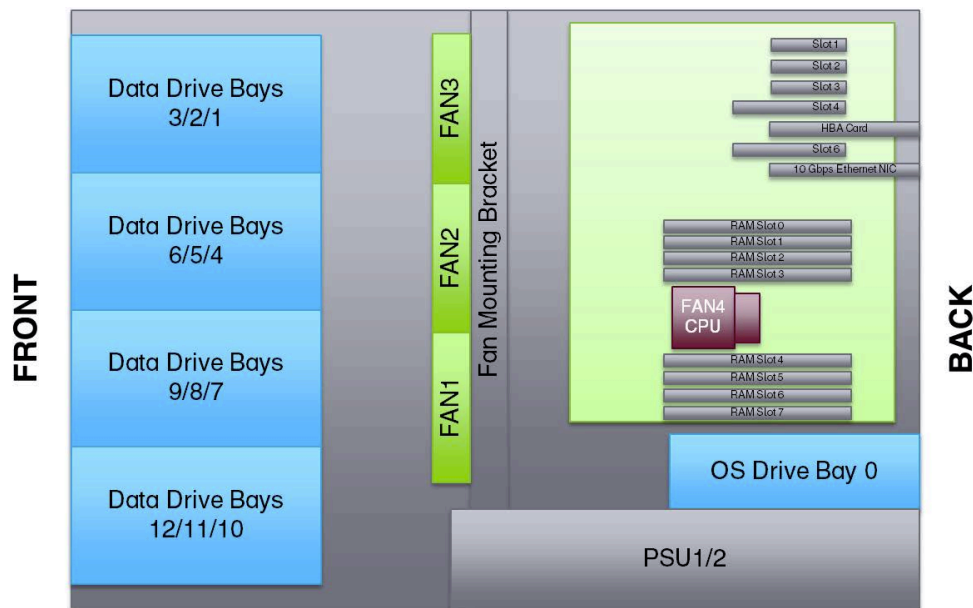 FRONT
Data Drive Bays
3/2/1
Data Drive Bays
6/5/4
Data Drive Bays
9/8/7
Data Drive Bays
12/11/10
FAN3
FAN2
FAN1
Fan Mounting Bracket
Slot 1
Slot 2
Slot 3
Slot 4
HBA Card
Slot 6
10 Gbps Ethernet NIC
RAM Slot 0
RAM Slot 1
RAM Slot 2
RAM Slot 3
FAN4
CPU
RAM Slot 4
RAM Slot 5
RAM Slot 6
RAM Slot 7
OS Drive Bay 0
PSU1/2
BACK